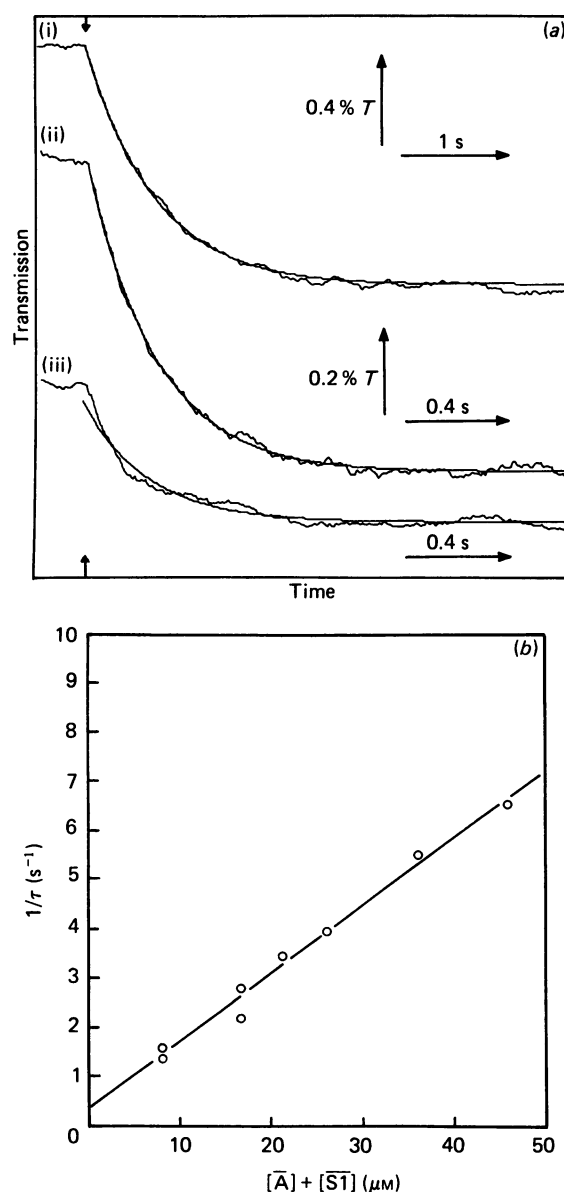 (i)
(a)
0.4% T
1 s
(ii)
Transmission
0.2% T
0.4 s
(iii)
0.4 s
Time
(b)
10
9
8
7
6
5
4
3
2
1
0
1/τ (s⁻¹)
10 20 30 40 50
[A̅] + [S̅1̅] (μM)